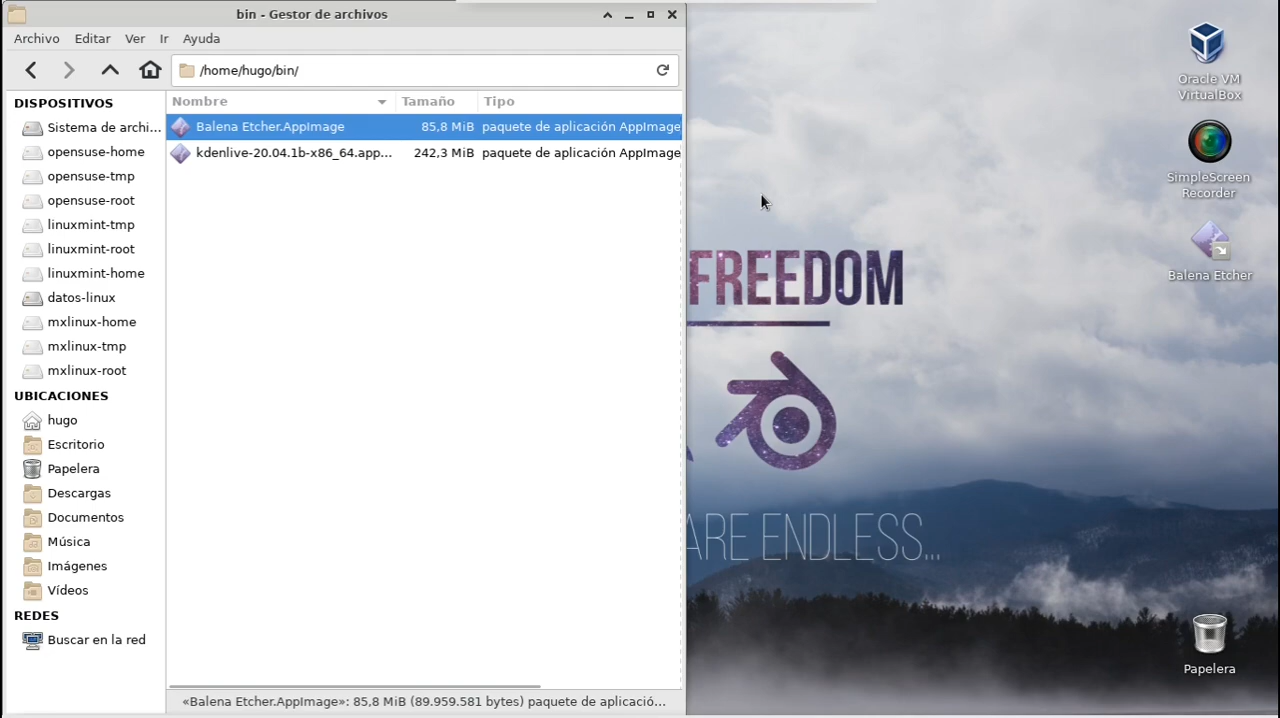 bin - Gestor de archivos
Archivo Editar Ver Ir Ayuda
/home/hugo/bin/
DISPOSITIVOS
Sistema de archi...
opensuse-home
opensuse-tmp
opensuse-root
linuxmint-tmp
linuxmint-root
linuxmint-home
datos-linux
mxlinux-home
mxlinux-tmp
mxlinux-root
UBICACIONES
hugo
Escritorio
Papelera
Descargas
Documentos
Música
Imágenes
Vídeos
REDES
Buscar en la red
Nombre Tamaño Tipo
Balena Etcher.AppImage 85,8 MiB paquete de aplicación AppImage
kdenlive-20.04.1b-x86_64.app... 242,3 MiB paquete de aplicación AppImage
«Balena Etcher.AppImage»: 85,8 MiB (89.959.581 bytes) paquete de aplicació...
FREEDOM
ARE ENDLESS...
Oracle VM
VirtualBox
SimpleScreen
Recorder
Balena Etcher
Papelera